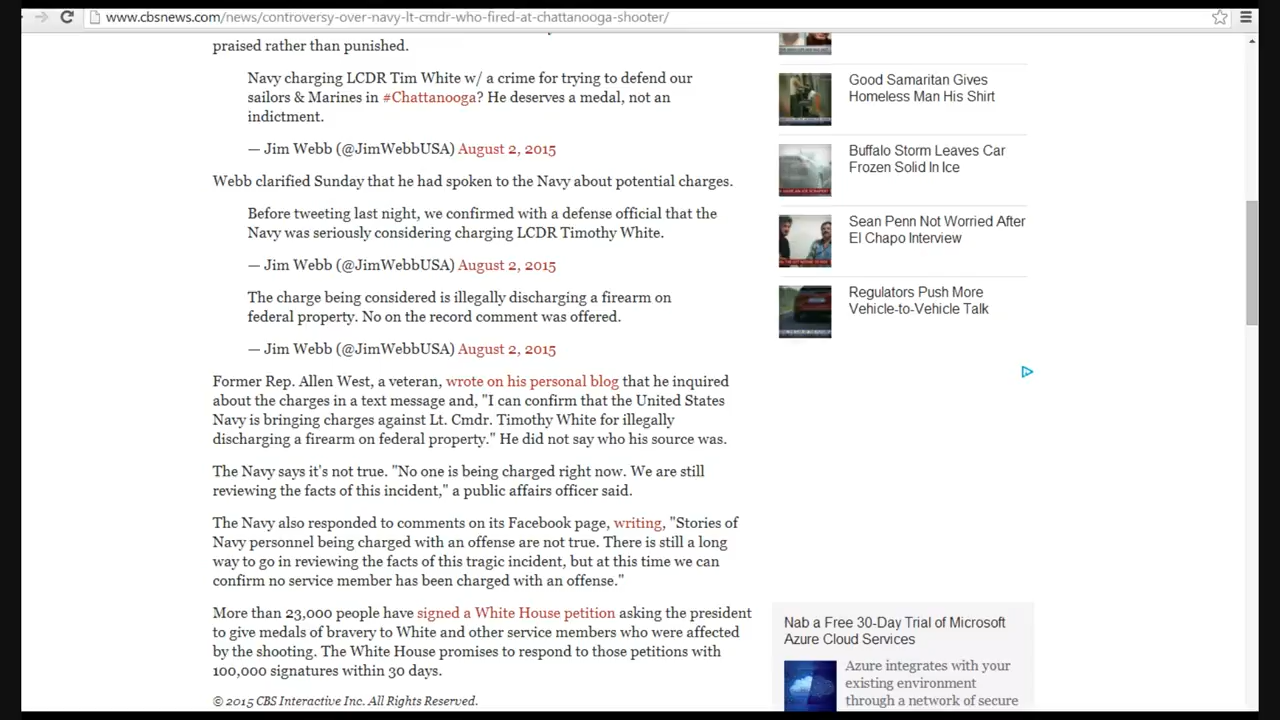 www.cbsnews.com/news/controversy-over-navy-lt-cmdr-who-fired-at-chattanooga-shooter/
praised rather than punished.
Navy charging LCDR Tim White w/ a crime for trying to defend our
sailors & Marines in #Chattanooga? He deserves a medal, not an
indictment.
— Jim Webb (@JimWebbUSA) August 2, 2015
Webb clarified Sunday that he had spoken to the Navy about potential charges.
Before tweeting last night, we confirmed with a defense official that the
Navy was seriously considering charging LCDR Timothy White.
— Jim Webb (@JimWebbUSA) August 2, 2015
The charge being considered is illegally discharging a firearm on
federal property. No on the record comment was offered.
— Jim Webb (@JimWebbUSA) August 2, 2015
Former Rep. Allen West, a veteran, wrote on his personal blog that he inquired
about the charges in a text message and, "I can confirm that the United States
Navy is bringing charges against Lt. Cmdr. Timothy White for illegally
discharging a firearm on federal property." He did not say who his source was.
The Navy says it's not true. "No one is being charged right now. We are still
reviewing the facts of this incident," a public affairs officer said.
The Navy also responded to comments on its Facebook page, writing, "Stories of
Navy personnel being charged with an offense are not true. There is still a long
way to go in reviewing the facts of this tragic incident, but at this time we can
confirm no service member has been charged with an offense."
More than 23,000 people have signed a White House petition asking the president
to give medals of bravery to White and other service members who were affected
by the shooting. The White House promises to respond to those petitions with
100,000 signatures within 30 days.
© 2015 CBS Interactive Inc. All Rights Reserved.
Good Samaritan Gives
Homeless Man His Shirt
Buffalo Storm Leaves Car
Frozen Solid In Ice
Sean Penn Not Worried After
El Chapo Interview
Regulators Push More
Vehicle-to-Vehicle Talk
Nab a Free 30-Day Trial of Microsoft
Azure Cloud Services
Azure integrates with your
existing environment
through a network of secure